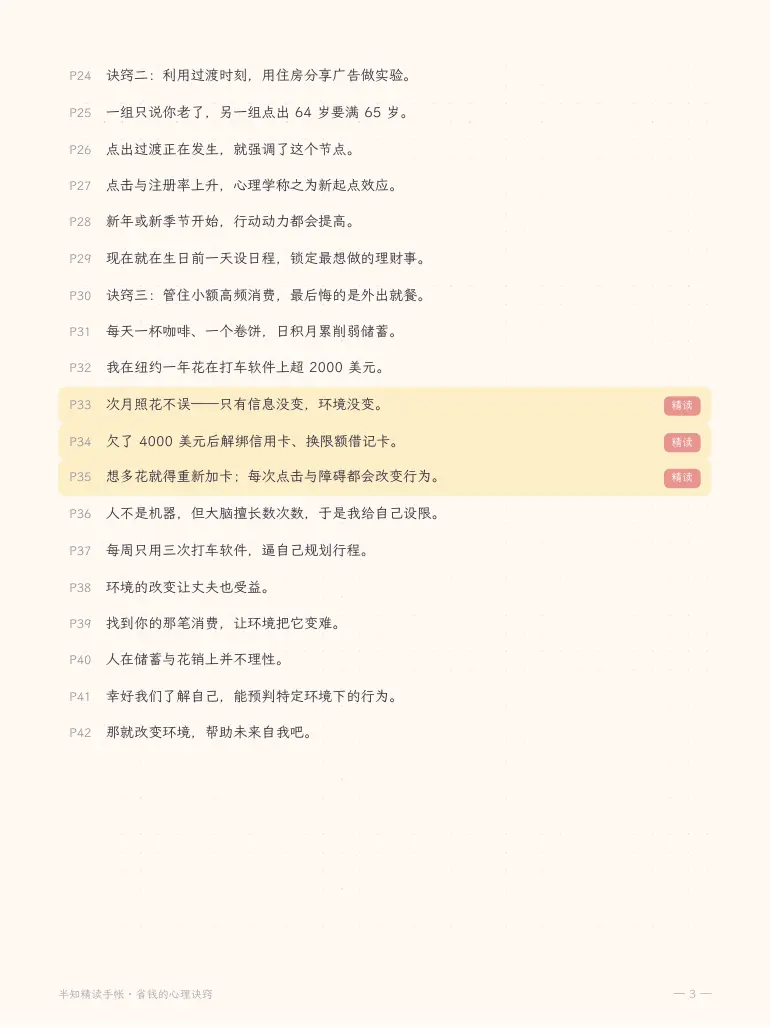 P24 诀窍二：利用过渡时刻，用住房分享广告做实验。
P25 一组只说你老了，另一组点出 64 岁要满 65 岁。
P26 点出过渡正在发生，就强调了这个节点。
P27 点击与注册率上升，心理学称之为新起点效应。
P28 新年或新季节开始，行动动力都会提高。
P29 现在就在生日前一天设日程，锁定最想做的理财事。
P30 诀窍三：管住小额高频消费，最后悔的是外出就餐。
P31 每天一杯咖啡、一个卷饼，日积月累削弱储蓄。
P32 我在纽约一年花在打车软件上超 2000 美元。
P33 次月照花不误——只有信息没变，环境没变。 精读
P34 欠了 4000 美元后解绑信用卡、换限额借记卡。 精读
P35 想多花就得重新加卡；每次点击与障碍都会改变行为。 精读
P36 人不是机器，但大脑擅长数次数，于是我给自己设限。
P37 每周只用三次打车软件，逼自己规划行程。
P38 环境的改变让丈夫也受益。
P39 找到你的那笔消费，让环境把它变难。
P40 人在储蓄与花销上并不理性。
P41 幸好我们了解自己，能预判特定环境下的行为。
P42 那就改变环境，帮助未来自我吧。
半知精读手帐·省钱的心理诀窍 — 3 —